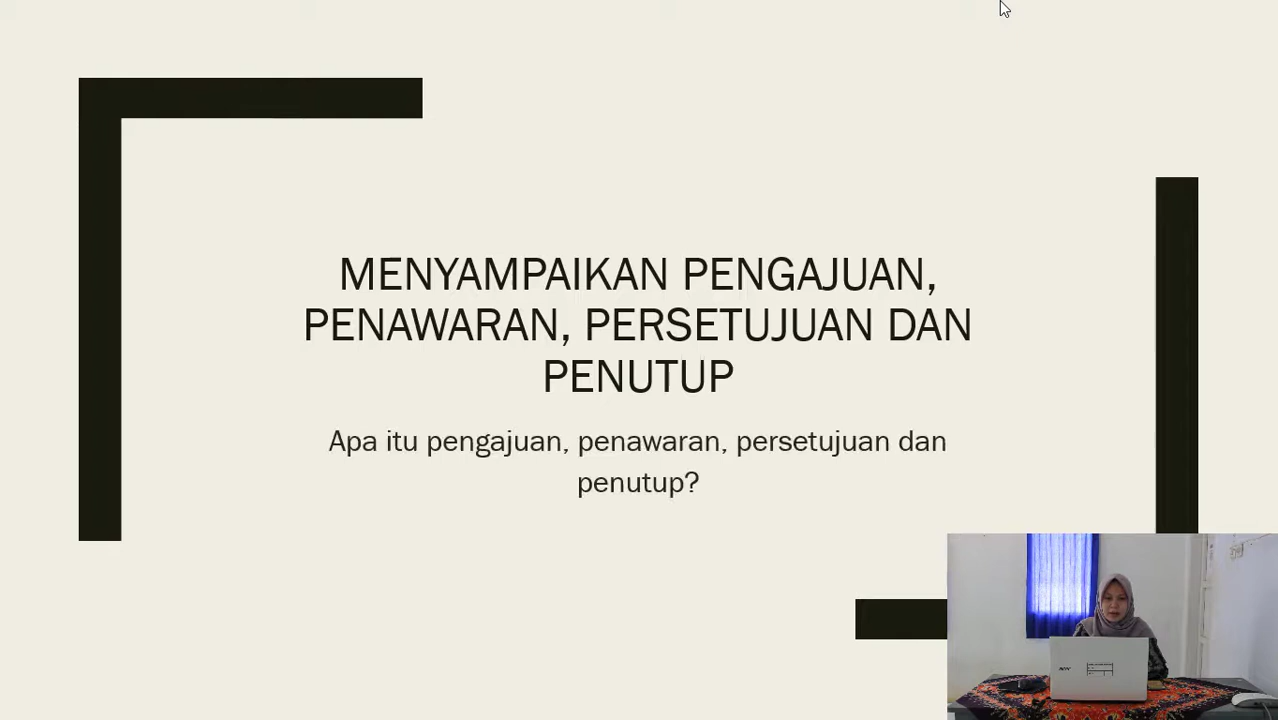 MENYAMPAIKAN PENGAJUAN,
PENAWARAN, PERSETUJUAN DAN
PENUTUP
Apa itu pengajuan, penawaran, persetujuan dan
penutup?